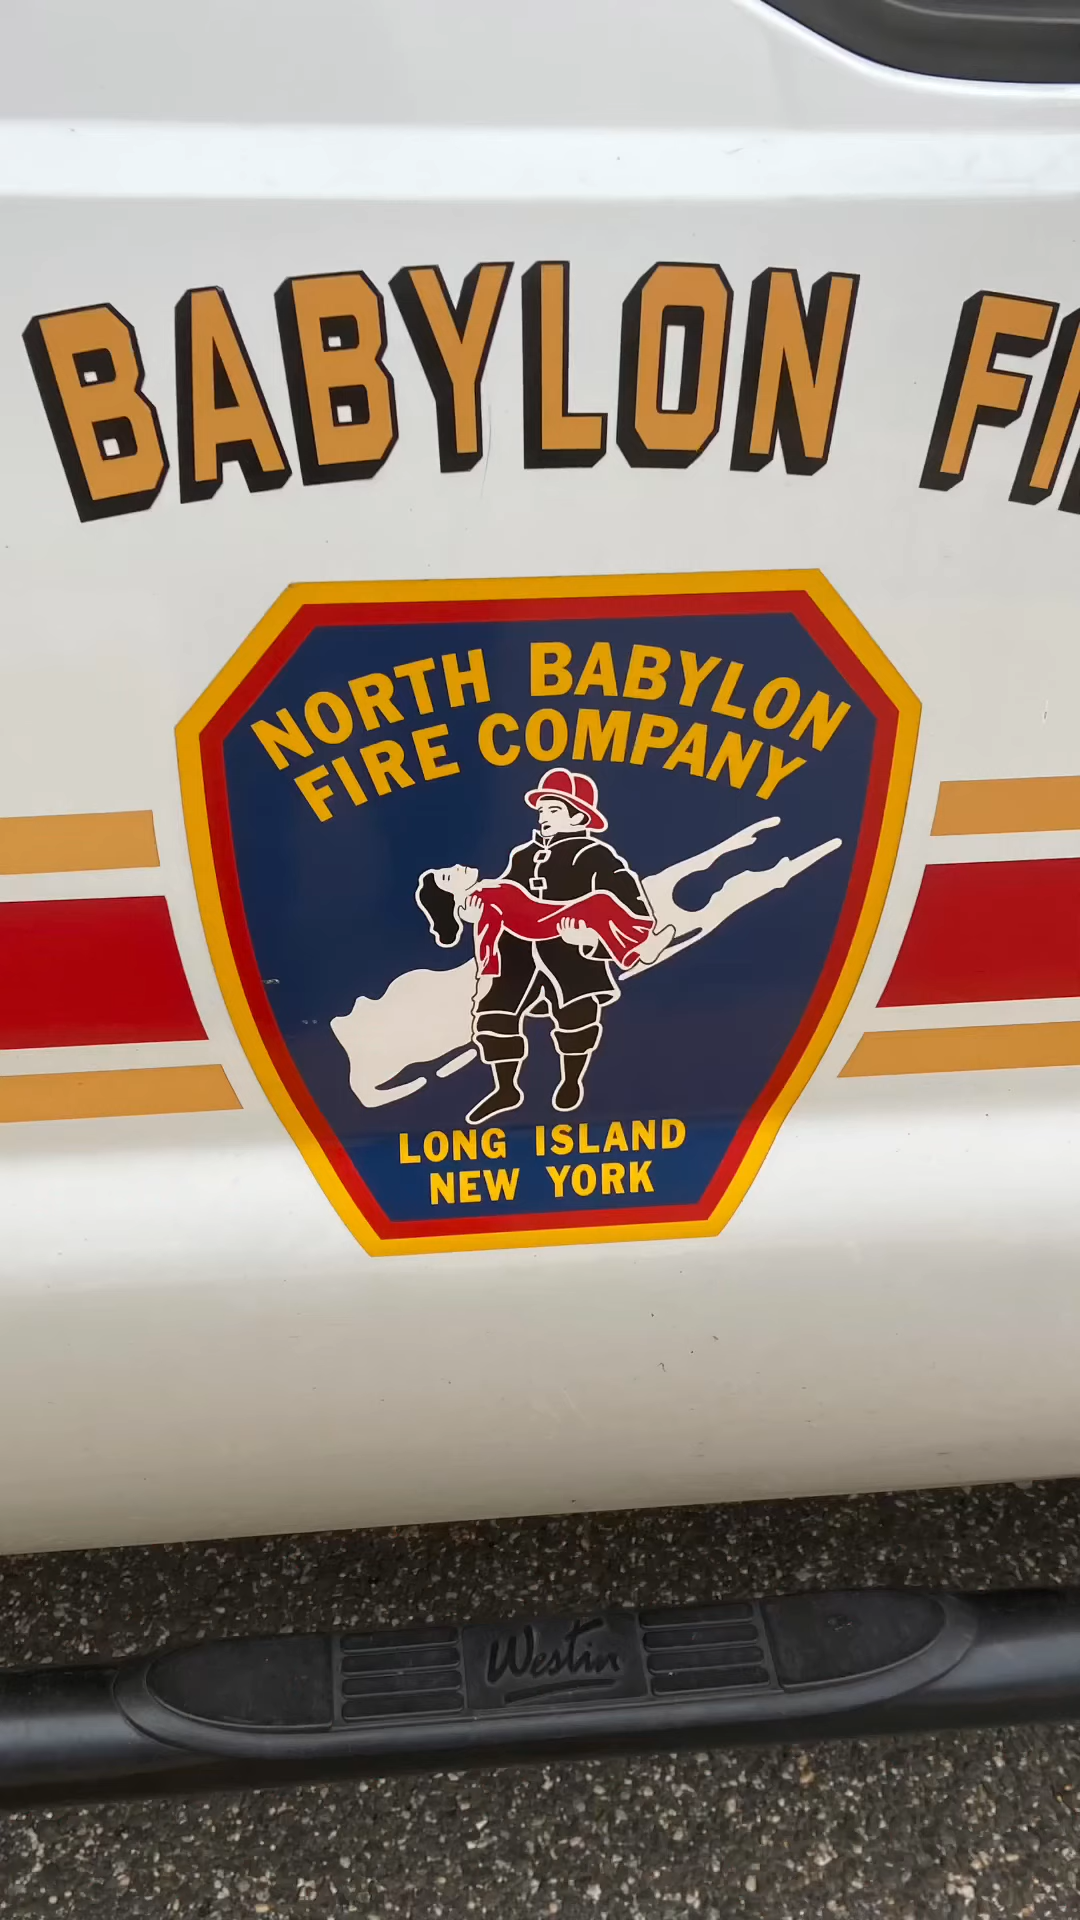 BABYLON
NORTH BABYLON
FIRE COMPANY
LONG ISLAND
NEW YORK
Westin